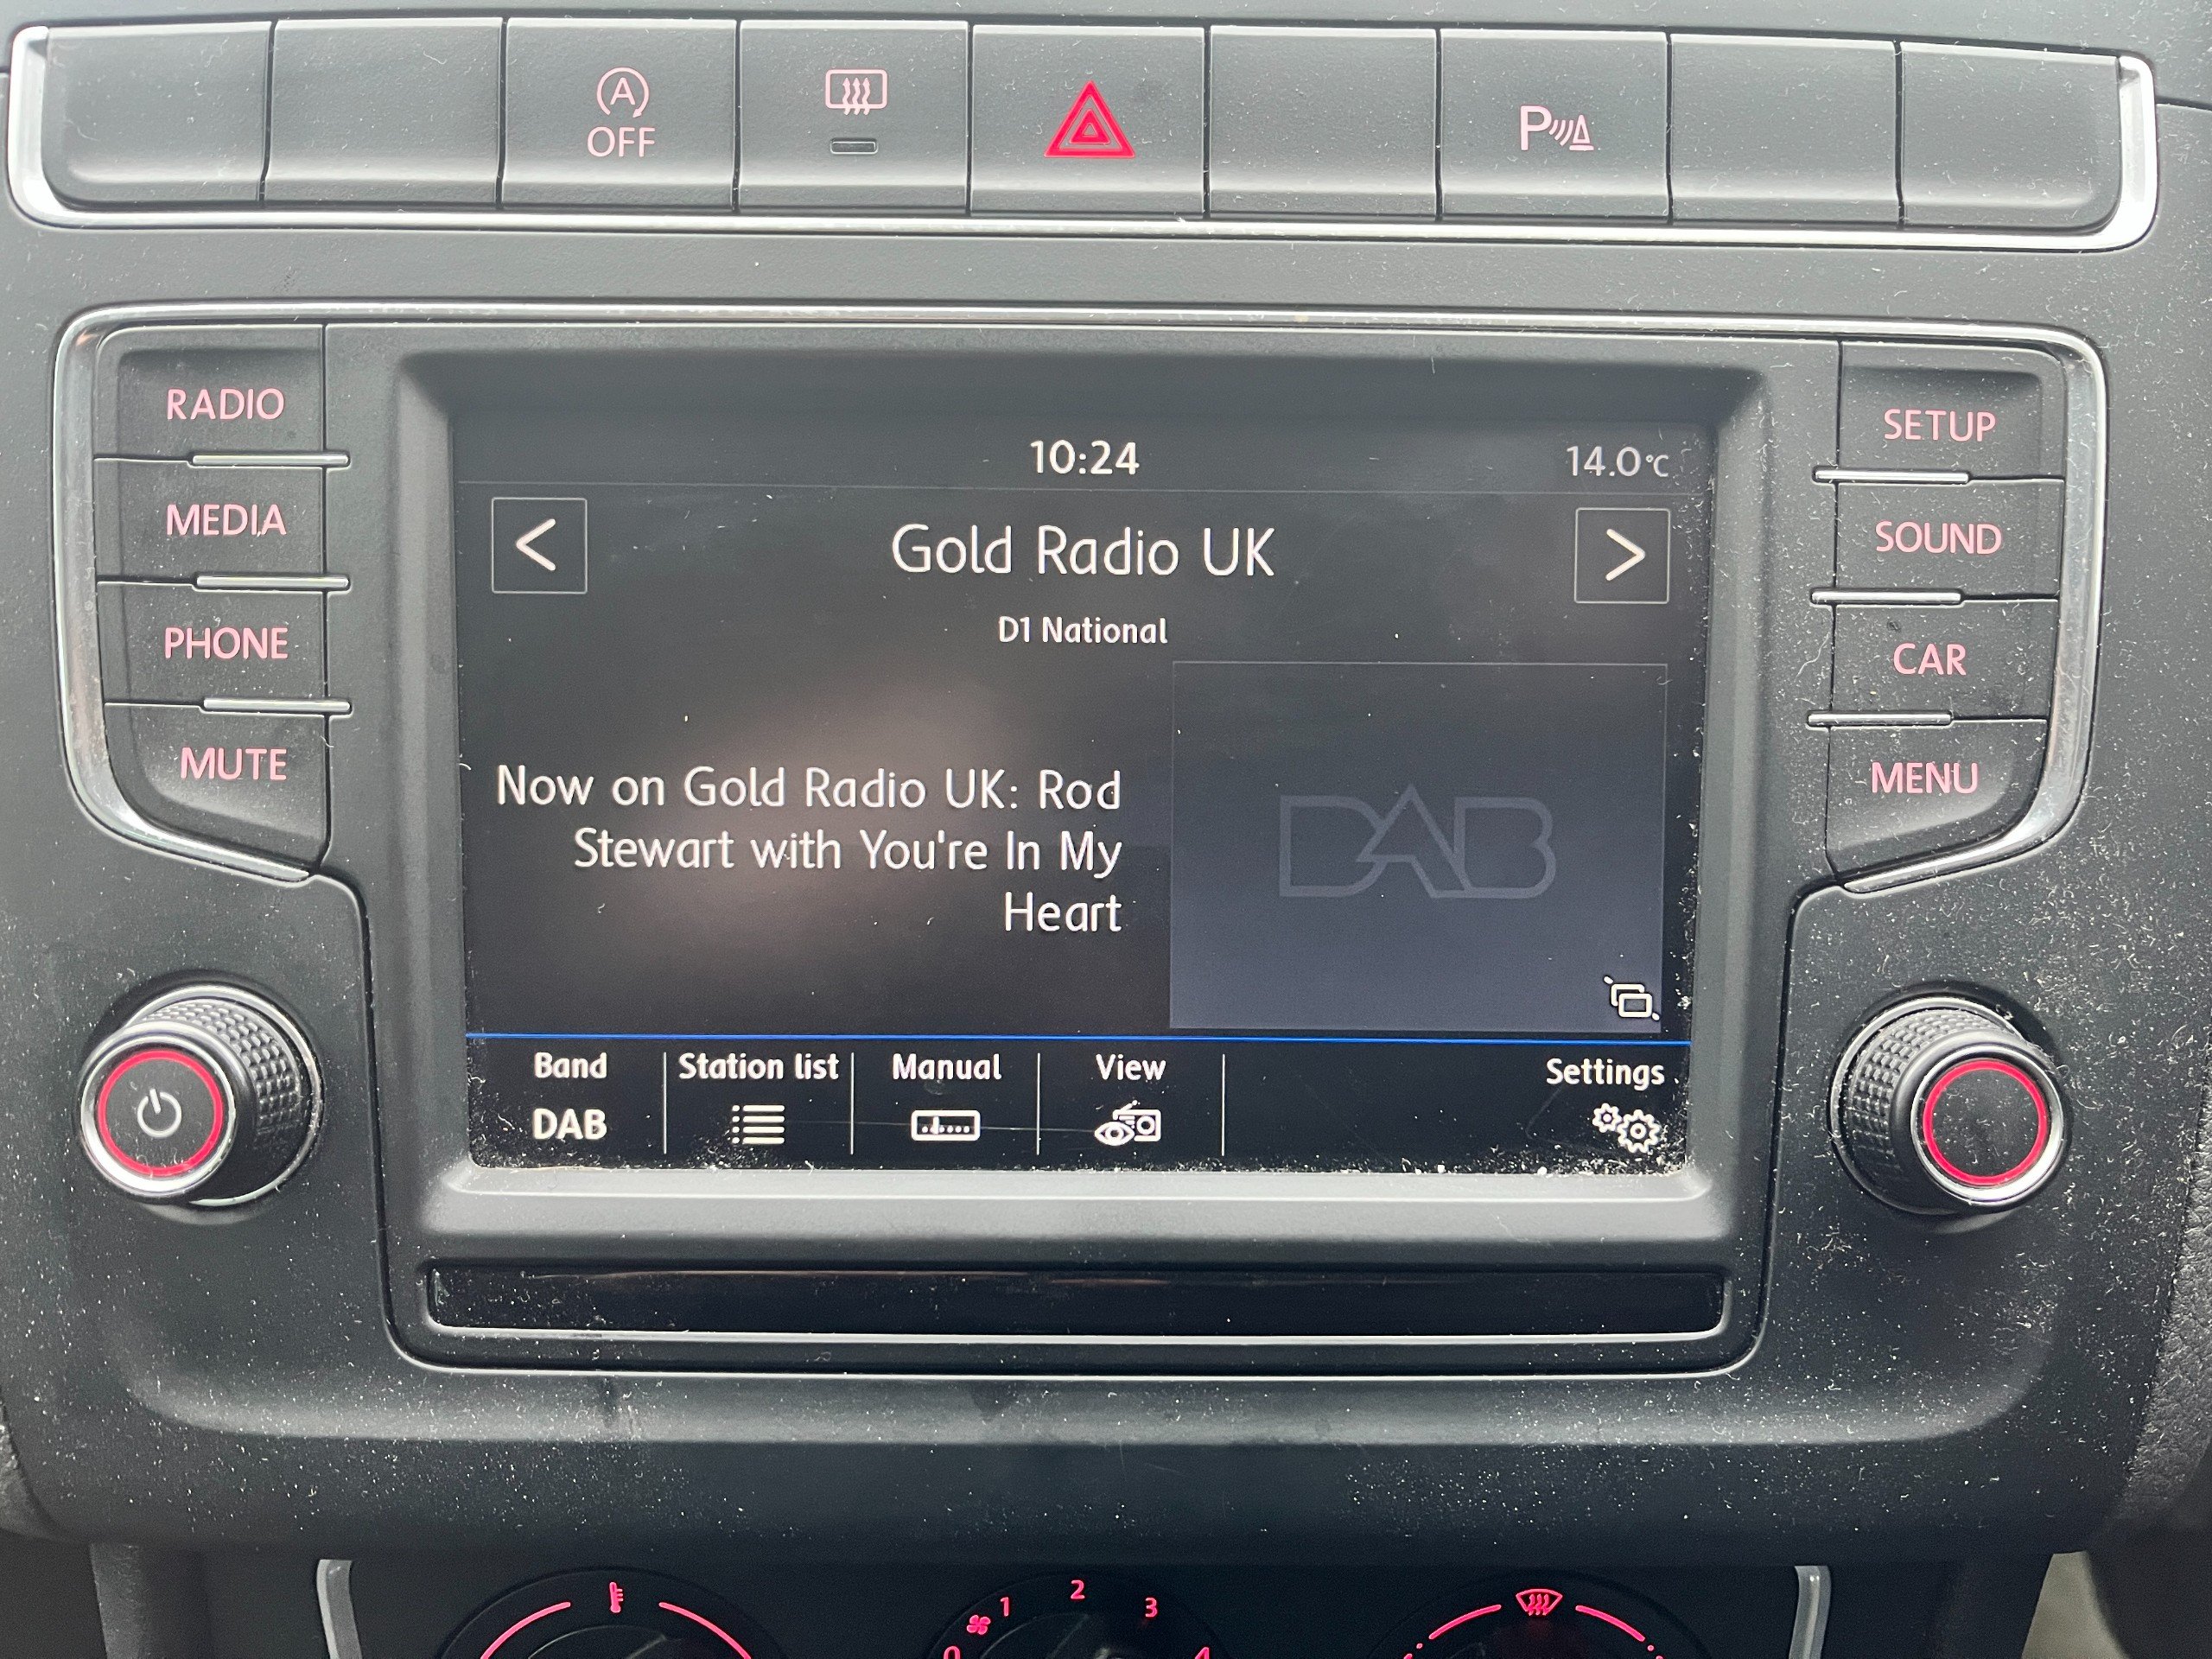 A
OFF
P
RADIO
MEDIA
PHONE
MUTE
10:24
14.0°C
<
Gold Radio UK
>
D1 National
Now on Gold Radio UK: Rod
Stewart with You're In My
Heart
DAB
Band
DAB
Station list
Manual
View
Settings
SETUP
SOUND
CAR
MENU
0
1
2
3
4